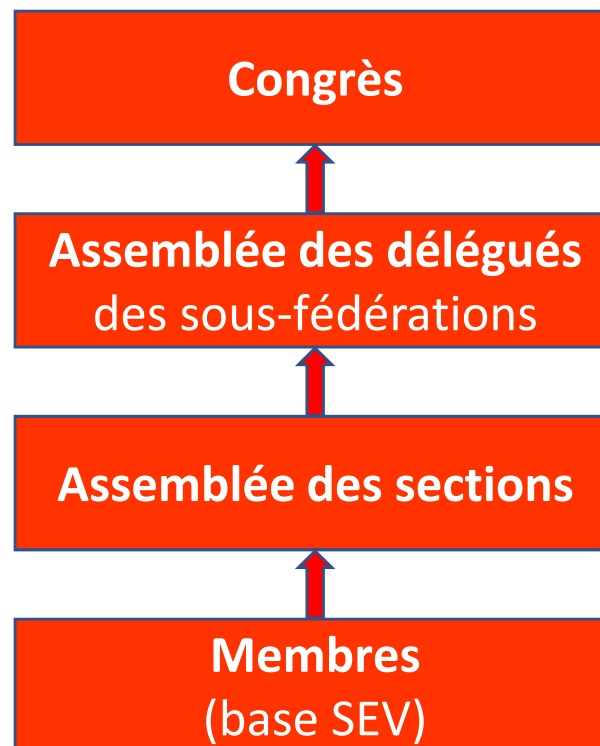 Congrès
Assemblée des délégués
des sous-fédérations
Assemblée des sections
Membres
(base SEV)